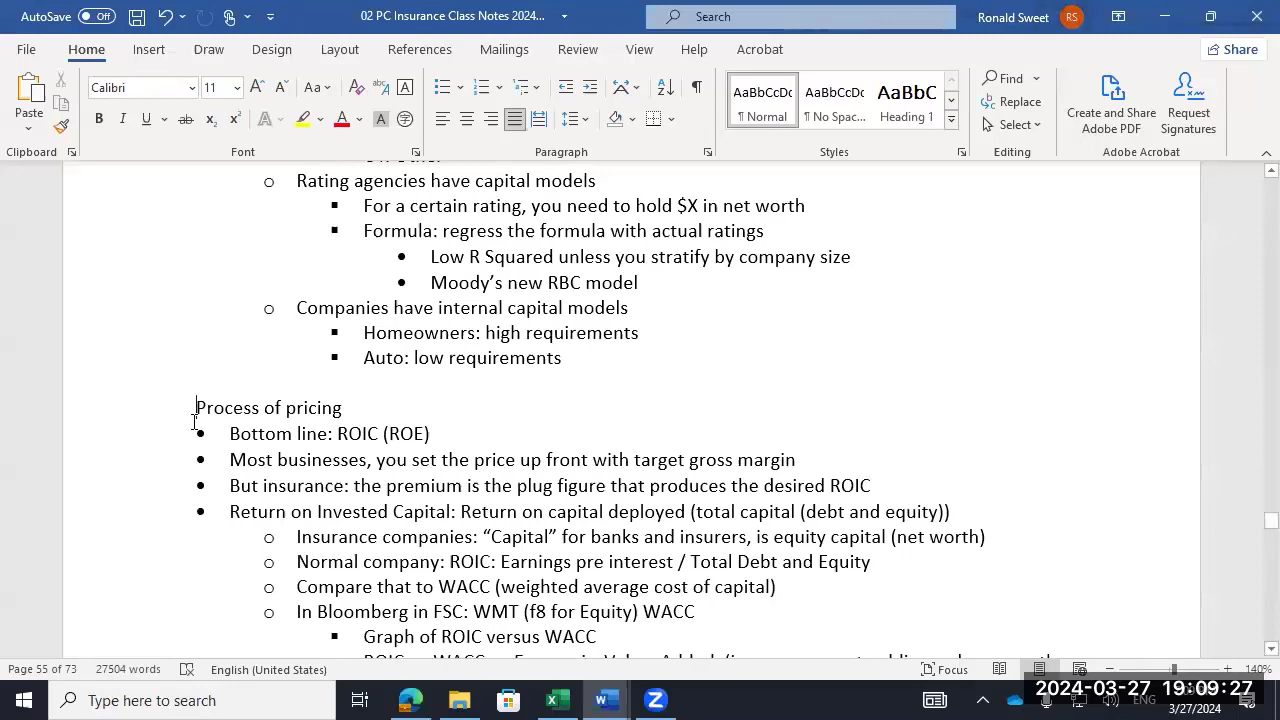 AutoSave Off 02 PC Insurance Class Notes 2024... Search Ronald Sweet RS
File Home Insert Draw Design Layout References Mailings Review View Help Acrobat Share
Paste Calibri 11 Aa Find Replace Select
AaBbCcDc AaBbCcDc AaBbC
¶ Normal ¶ No Spac... Heading 1
Create and Share Adobe PDF Request Signatures
Clipboard Font Paragraph Styles Editing Adobe Acrobat
o Rating agencies have capital models
▪ For a certain rating, you need to hold $X in net worth
▪ Formula: regress the formula with actual ratings
• Low R Squared unless you stratify by company size
• Moody’s new RBC model
o Companies have internal capital models
▪ Homeowners: high requirements
▪ Auto: low requirements
Process of pricing
• Bottom line: ROIC (ROE)
• Most businesses, you set the price up front with target gross margin
• But insurance: the premium is the plug figure that produces the desired ROIC
• Return on Invested Capital: Return on capital deployed (total capital (debt and equity))
o Insurance companies: “Capital” for banks and insurers, is equity capital (net worth)
o Normal company: ROIC: Earnings pre interest / Total Debt and Equity
o Compare that to WACC (weighted average cost of capital)
o In Bloomberg in FSC: WMT (f8 for Equity) WACC
▪ Graph of ROIC versus WACC
Page 55 of 73 27504 words English (United States) Focus 140%
Type here to search ENG
2024-03-27 19:09:27
3/27/2024